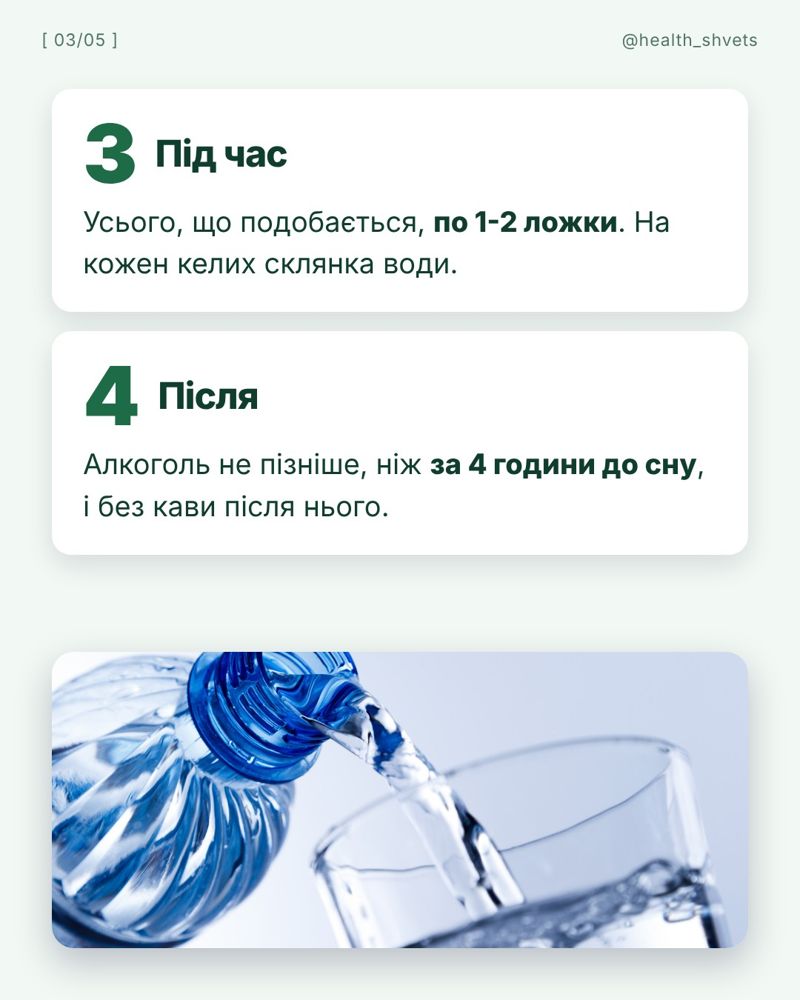 [ 03/05 ]
@health_shvets
3 Під час
Усього, що подобається, по 1-2 ложки. На
кожен келих склянка води.
4 Після
Алкоголь не пізніше, ніж за 4 години до сну,
і без кави після нього.